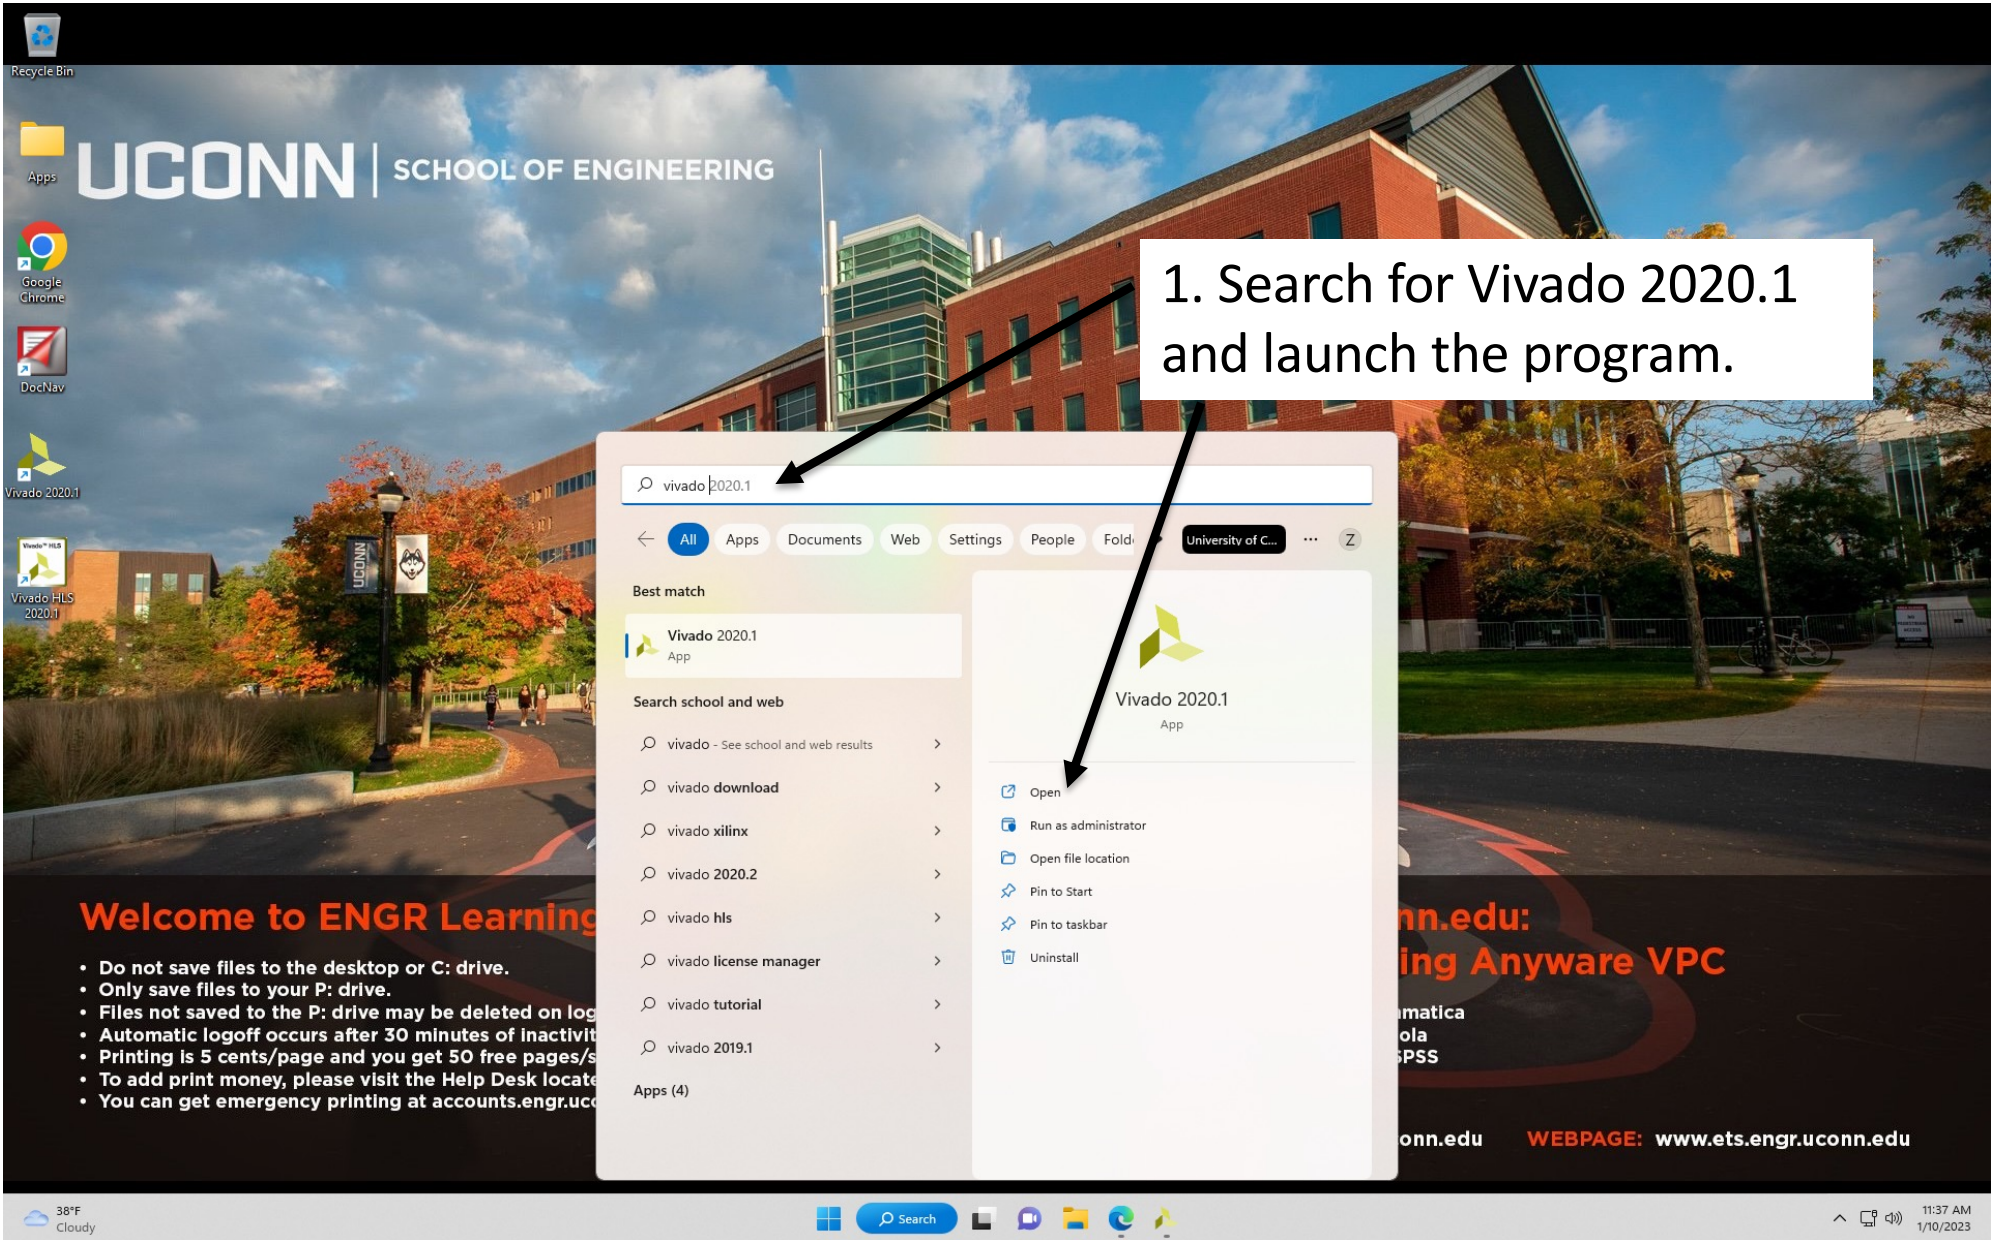 Recycle Bin
Apps
UCONN | SCHOOL OF ENGINEERING
Google
Chrome
DocNav
Vivado 2020.1
Vivado™ HLS
Vivado HLS
2020.1
UCONN
1. Search for Vivado 2020.1
and launch the program.
vivado 2020.1
All Apps Documents Web Settings People Fold University of C... ··· Z
Best match
Vivado 2020.1
App
Search school and web
vivado - See school and web results
vivado download
vivado xilinx
vivado 2020.2
vivado hls
vivado license manager
vivado tutorial
vivado 2019.1
Apps (4)
Vivado 2020.1
App
Open
Run as administrator
Open file location
Pin to Start
Pin to taskbar
Uninstall
Welcome to ENGR Learning
• Do not save files to the desktop or C: drive.
• Only save files to your P: drive.
• Files not saved to the P: drive may be deleted on log
• Automatic logoff occurs after 30 minutes of inactivit
• Printing is 5 cents/page and you get 50 free pages/s
• To add print money, please visit the Help Desk locate
• You can get emergency printing at accounts.engr.uco
nn.edu:
ing Anyware VPC
matica
ola
SPSS
onn.edu WEBPAGE: www.ets.engr.uconn.edu
38°F
Cloudy
Search
11:37 AM
1/10/2023